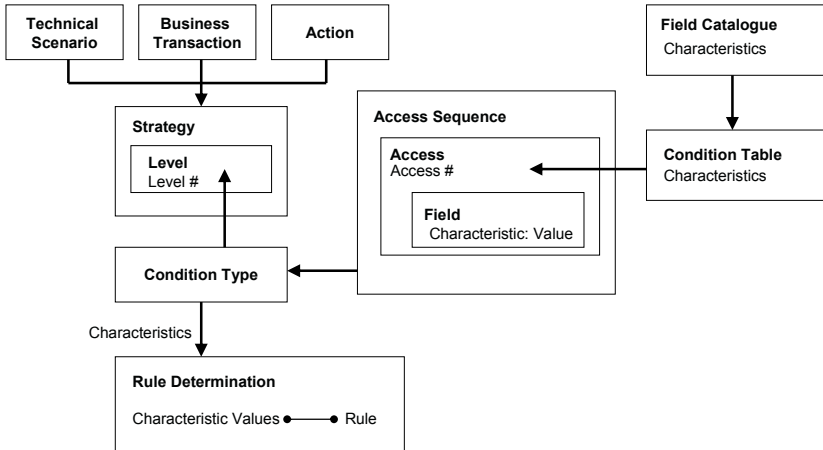 Technical
Scenario
Business
Transaction
Action
Field Catalogue
Characteristics
Strategy
Level
Level #
Access Sequence
Access
Access #
Field
Characteristic: Value
Condition Table
Characteristics
Condition Type
Characteristics
Rule Determination
Characteristic Values
Rule